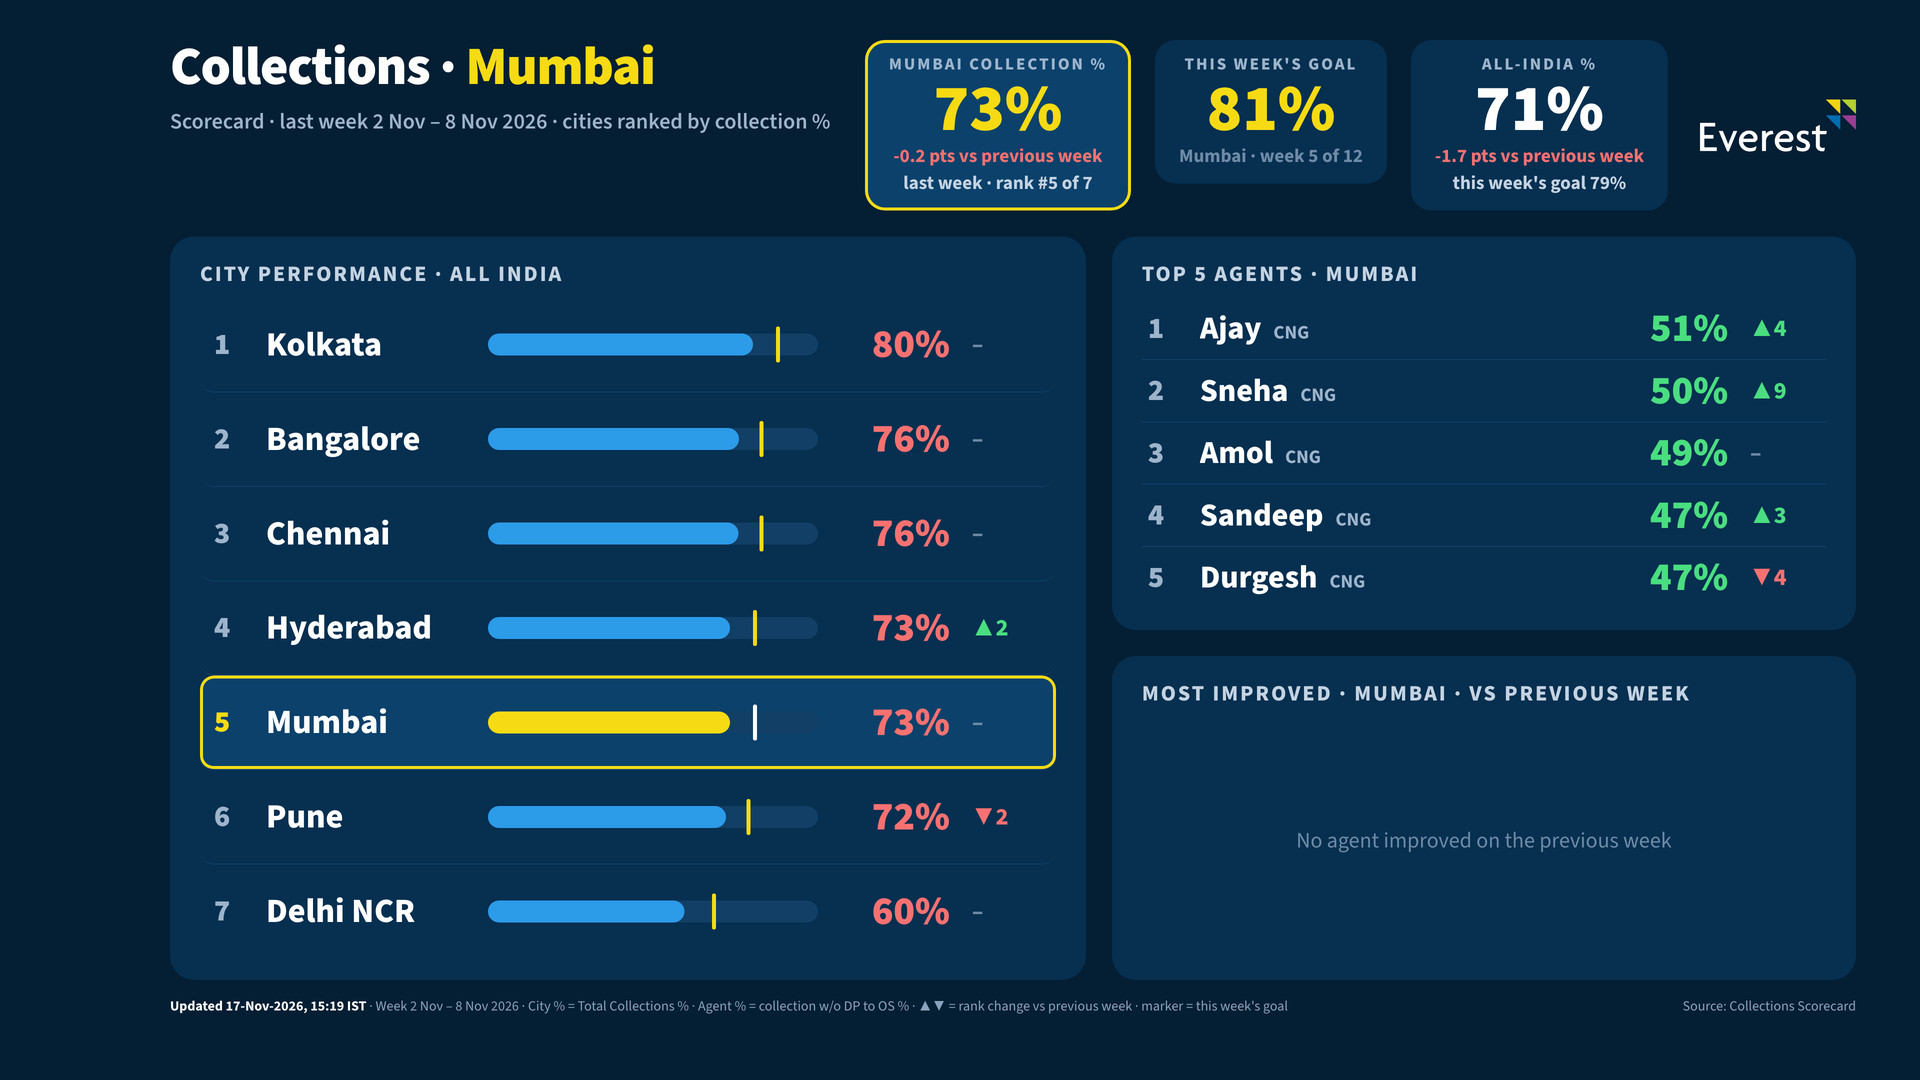 Collections · Mumbai
Scorecard · last week 2 Nov – 8 Nov 2026 · cities ranked by collection %
MUMBAI COLLECTION %
73%
-0.2 pts vs previous week
last week · rank #5 of 7
THIS WEEK'S GOAL
81%
Mumbai · week 5 of 12
ALL-INDIA %
71%
-1.7 pts vs previous week
this week's goal 79%
Everest
CITY PERFORMANCE · ALL INDIA
1 Kolkata 80% –
2 Bangalore 76% –
3 Chennai 76% –
4 Hyderabad 73% ▲2
5 Mumbai 73% –
6 Pune 72% ▼2
7 Delhi NCR 60% –
TOP 5 AGENTS · MUMBAI
1 Ajay CNG 51% ▲4
2 Sneha CNG 50% ▲9
3 Amol CNG 49% –
4 Sandeep CNG 47% ▲3
5 Durgesh CNG 47% ▼4
MOST IMPROVED · MUMBAI · VS PREVIOUS WEEK
No agent improved on the previous week
Updated 17-Nov-2026, 15:19 IST · Week 2 Nov – 8 Nov 2026 · City % = Total Collections % · Agent % = collection w/o DP to OS % · ▲▼ = rank change vs previous week · marker = this week's goal
Source: Collections Scorecard